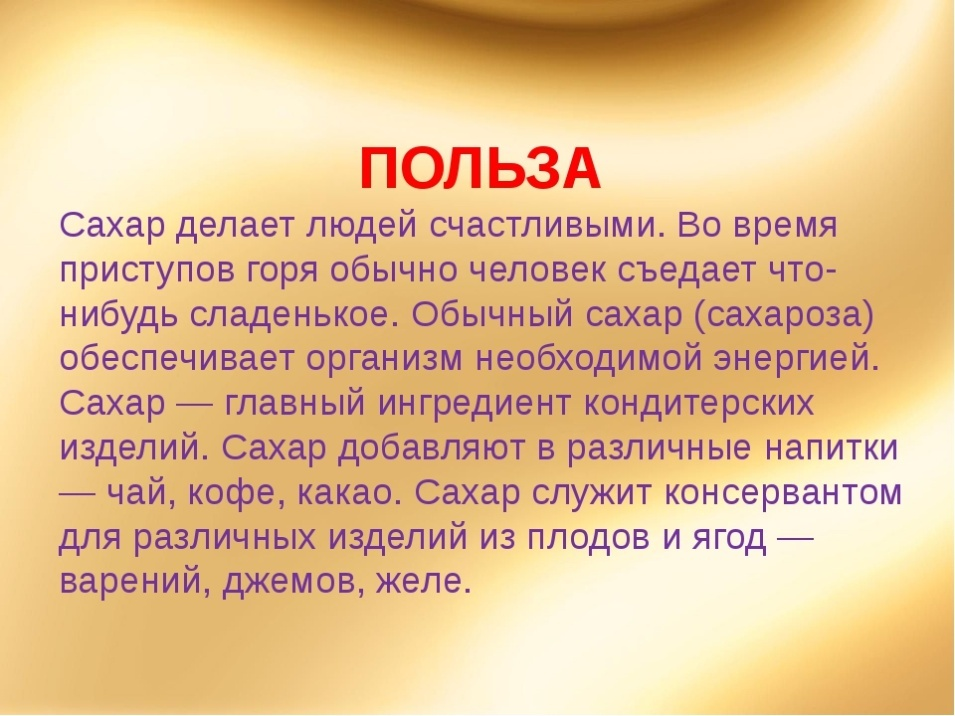 ПОЛЬЗА
Сахар делает людей счастливыми. Во время
приступов горя обычно человек съедает что-
нибудь сладенькое. Обычный сахар (сахароза)
обеспечивает организм необходимой энергией.
Сахар — главный ингредиент кондитерских
изделий. Сахар добавляют в различные напитки
— чай, кофе, какао. Сахар служит консервантом
для различных изделий из плодов и ягод —
варений, джемов, желе.